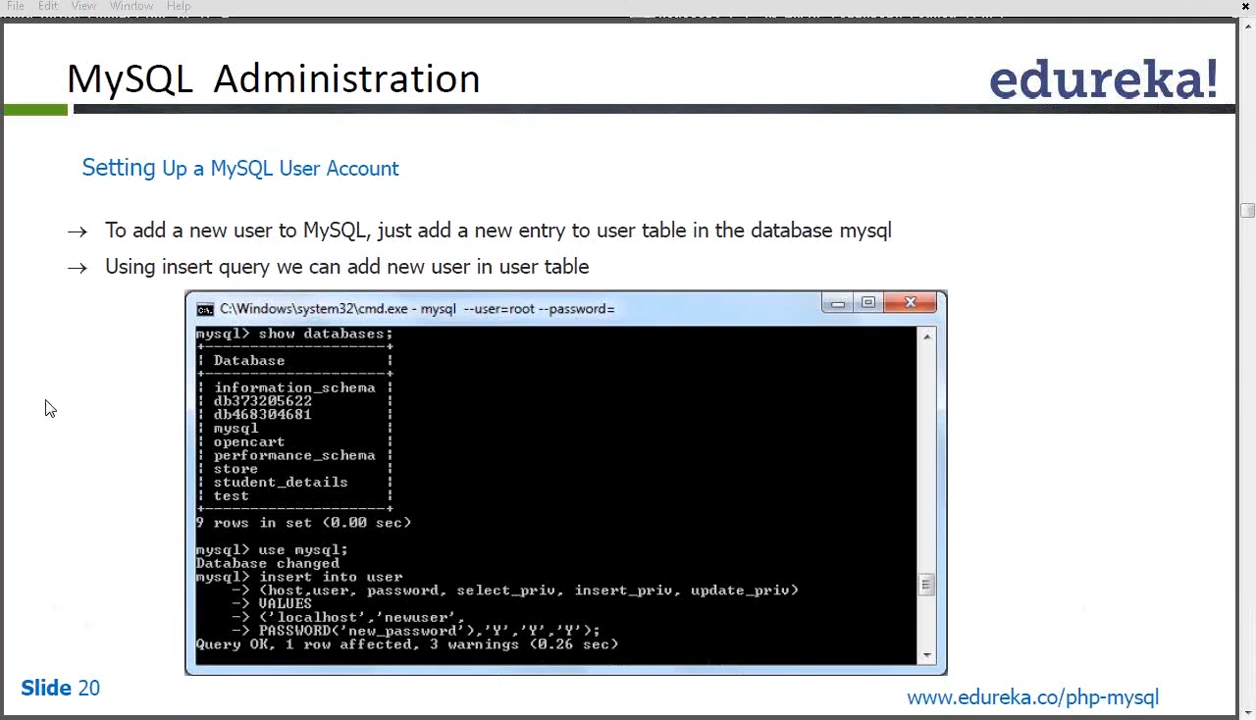 File Edit View Window Help
MySQL Administration
edureka!
Setting Up a MySQL User Account
→ To add a new user to MySQL, just add a new entry to user table in the database mysql
→ Using insert query we can add new user in user table
C:\Windows\system32\cmd.exe - mysql --user=root --password=
mysql> show databases;
Database
information_schema
db373205622
db468304681
mysql
opencart
performance_schema
store
student_details
test
9 rows in set (0.00 sec)
mysql> use mysql;
Database changed
mysql> insert into user
-> (host,user, password, select_priv, insert_priv, update_priv)
-> VALUES
-> ('localhost','newuser',
-> PASSWORD('new_password'),'Y','Y','Y');
Query OK, 1 row affected, 3 warnings (0.26 sec)
Slide 20
www.edureka.co/php-mysql